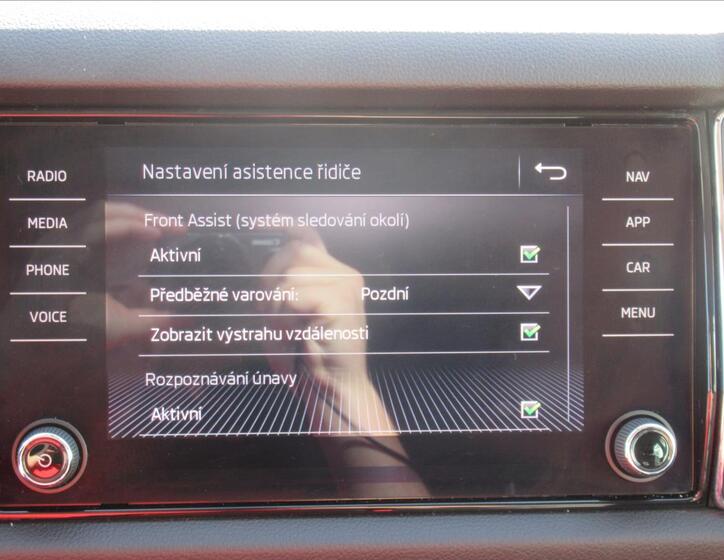 Nastavení asistence řidiče
RADIO
MEDIA
PHONE
VOICE
Front Assist (systém sledování okolí)
Aktivní
Předběžné varování: Pozdní
Zobrazit výstrahu vzdálenosti
Rozpoznávání únavy
Aktivní
NAV
APP
CAR
MENU